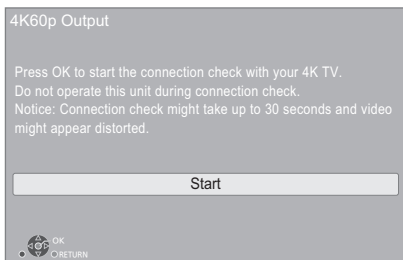 4K60p Output
Press OK to start the connection check with your 4K TV.
Do not operate this unit during connection check.
Notice: Connection check might take up to 30 seconds and video
might appear distorted.
Start
OK
RETURN